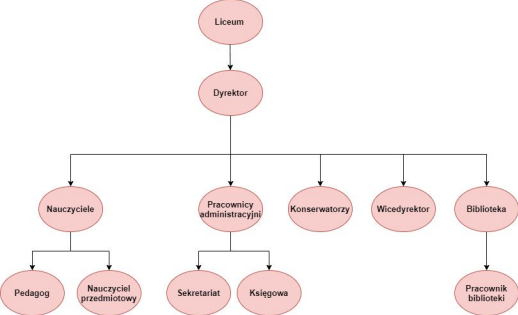 Liceum
Dyrektor
Nauczyciele
Pracownicy
administracyjni
Konserwatorzy
Wicedyrektor
Biblioteka
Pedagog
Nauczyciel
przedmiotowy
Sekretariat
Księgowa
Pracownik
biblioteki